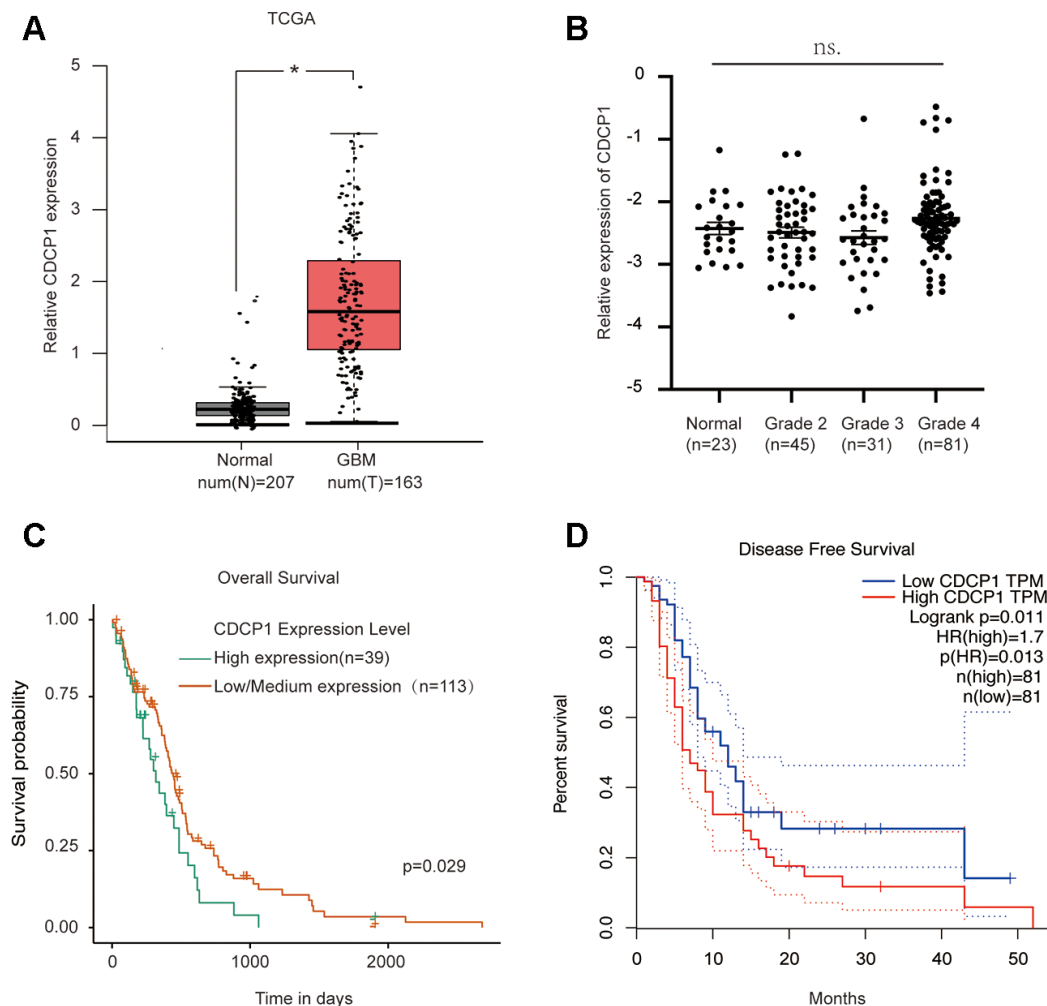 A
TCGA
Relative CDCP1 expression
5
4
3
2
1
0
*
Normal
num(N)=207
GBM
num(T)=163
B
ns.
Relative expression of CDCP1
0
-1
-2
-3
-4
-5
Normal
(n=23)
Grade 2
(n=45)
Grade 3
(n=31)
Grade 4
(n=81)
C
Overall Survival
CDCP1 Expression Level
High expression(n=39)
Low/Medium expression（n=113)
Survival probability
1.00
0.75
0.50
0.25
0.00
p=0.029
0
1000
2000
Time in days
D
Disease Free Survival
Low CDCP1 TPM
High CDCP1 TPM
Logrank p=0.011
HR(high)=1.7
p(HR)=0.013
n(high)=81
n(low)=81
Percent survival
1.0
0.8
0.6
0.4
0.2
0.0
0
10
20
30
40
50
Months